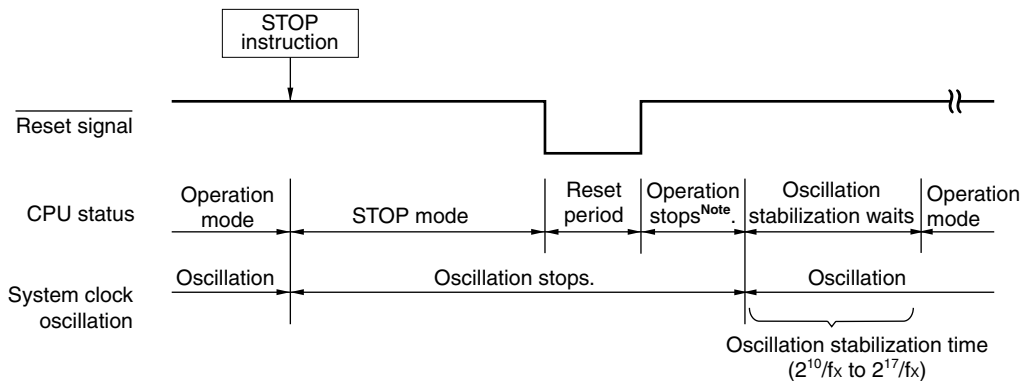 STOP
instruction
Reset signal
CPU status
Operation
mode
STOP mode
Reset
period
Operation
stopsNote.
Oscillation
stabilization waits
Operation
mode
System clock
oscillation
Oscillation
Oscillation stops.
Oscillation
Oscillation stabilization time
(2^10/fx to 2^17/fx)